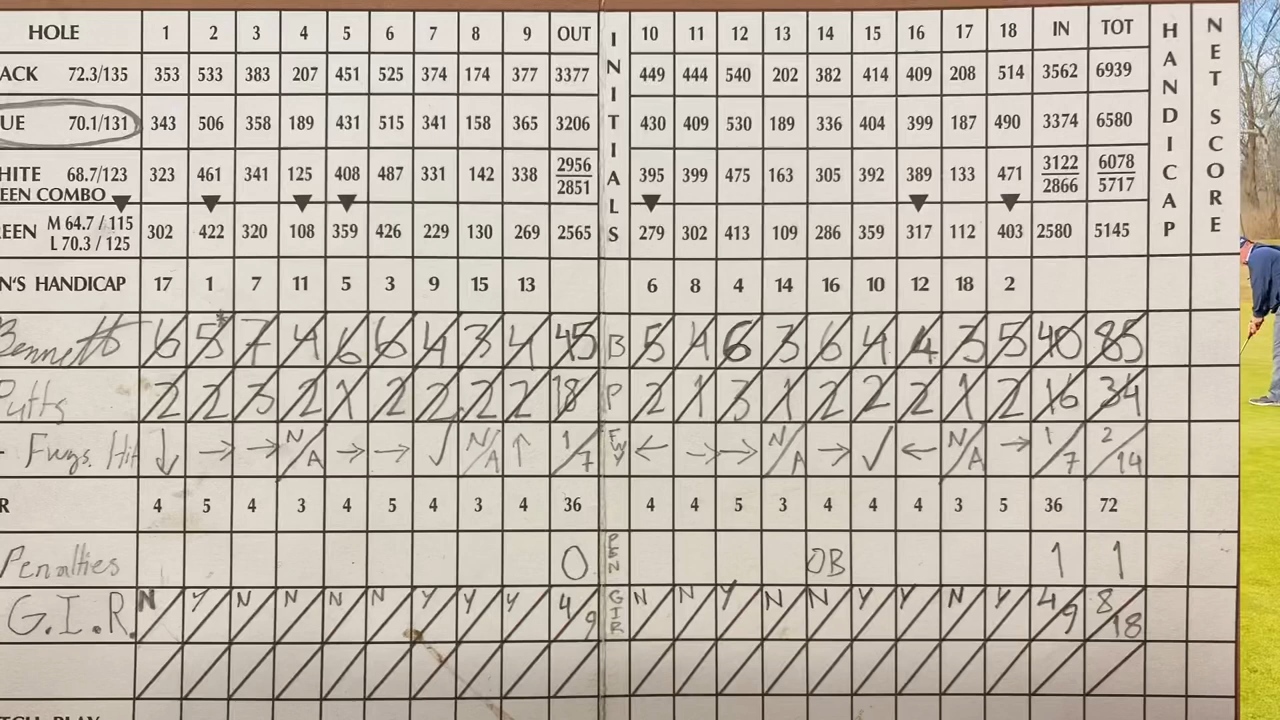 HOLE 1 2 3 4 5 6 7 8 9 OUT INITIALS 10 11 12 13 14 15 16 17 18 IN TOT HANDICAP NET SCORE
ACK 72.3/135 353 533 383 207 451 525 374 174 377 3377 449 444 540 202 382 414 409 208 514 3562 6939
UE 70.1/131 343 506 358 189 431 515 341 158 365 3206 430 409 530 189 336 404 399 187 490 3374 6580
HITE 68.7/123 323 461 341 125 408 487 331 142 338 2956 395 399 475 163 305 392 389 133 471 3122 6078
EEN COMBO 2851 2866 5717
EEN M 64.7 / 115 L 70.3 / 125 302 422 320 108 359 426 229 130 269 2565 279 302 413 109 286 359 317 112 403 2580 5145
N'S HANDICAP 17 1 7 11 5 3 9 15 13 6 8 4 14 16 10 12 18 2
Bennett 6 5* 7 4 6 6 4 3 4 45 B 5 4 6 3 6 4 4 3 5 40 85
Putts 2 2 3 2 1 2 2 2 2 18 P 2 1 3 1 2 2 2 1 2 16 34
Fwys. Hit ↓ → → N/A → → ✓ N/A ↑ 1/7 FWY ← → → N/A → ✓ ← N/A → 1/7 2/14
R 4 5 4 3 4 5 4 3 4 36 4 4 5 3 4 4 4 3 5 36 72
Penalties 0 PEN OB 1 1
G.I.R. N Y N N N N Y Y Y 4/9 GIR N N Y N N Y Y N Y 4/9 8/18
TCH PLAY